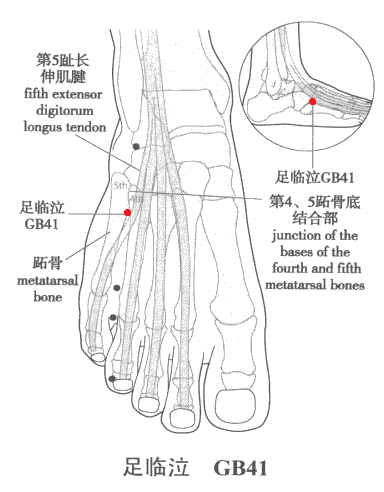 第5趾长
伸肌腱
fifth extensor
digitorum
longus tendon
足临泣GB41
5th
4th
足临泣
GB41
第4、5跖骨底
结合部
junction of the
bases of the
fourth and fifth
metatarsal bones
跖骨
metatarsal
bone
足临泣 GB41